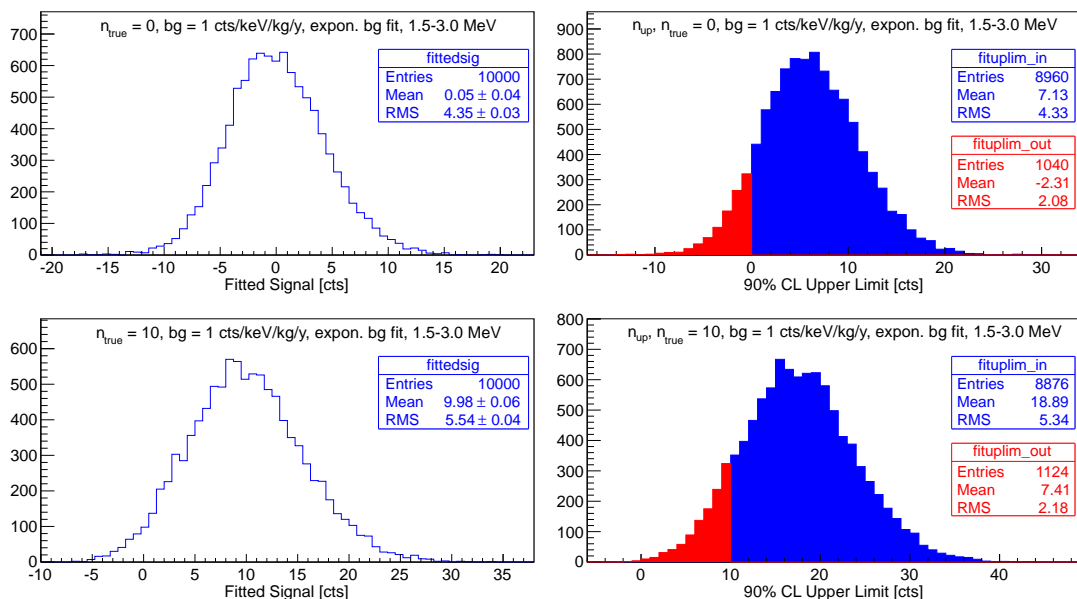 n_true = 0, bg = 1 cts/keV/kg/y, expon. bg fit, 1.5-3.0 MeV
fittedsig
Entries 10000
Mean 0.05 ± 0.04
RMS 4.35 ± 0.03
700
600
500
400
300
200
100
0
-20 -15 -10 -5 0 5 10 15 20
Fitted Signal [cts]
n_up, n_true = 0, bg = 1 cts/keV/kg/y, expon. bg fit, 1.5-3.0 MeV
fituplim_in
Entries 8960
Mean 7.13
RMS 4.33
fituplim_out
Entries 1040
Mean -2.31
RMS 2.08
900
800
700
600
500
400
300
200
100
0
-10 0 10 20 30
90% CL Upper Limit [cts]
n_true = 10, bg = 1 cts/keV/kg/y, expon. bg fit, 1.5-3.0 MeV
fittedsig
Entries 10000
Mean 9.98 ± 0.06
RMS 5.54 ± 0.04
600
500
400
300
200
100
0
-10 -5 0 5 10 15 20 25 30 35
Fitted Signal [cts]
n_up, n_true = 10, bg = 1 cts/keV/kg/y, expon. bg fit, 1.5-3.0 MeV
fituplim_in
Entries 8876
Mean 18.89
RMS 5.34
fituplim_out
Entries 1124
Mean 7.41
RMS 2.18
800
700
600
500
400
300
200
100
0
0 10 20 30 40
90% CL Upper Limit [cts]